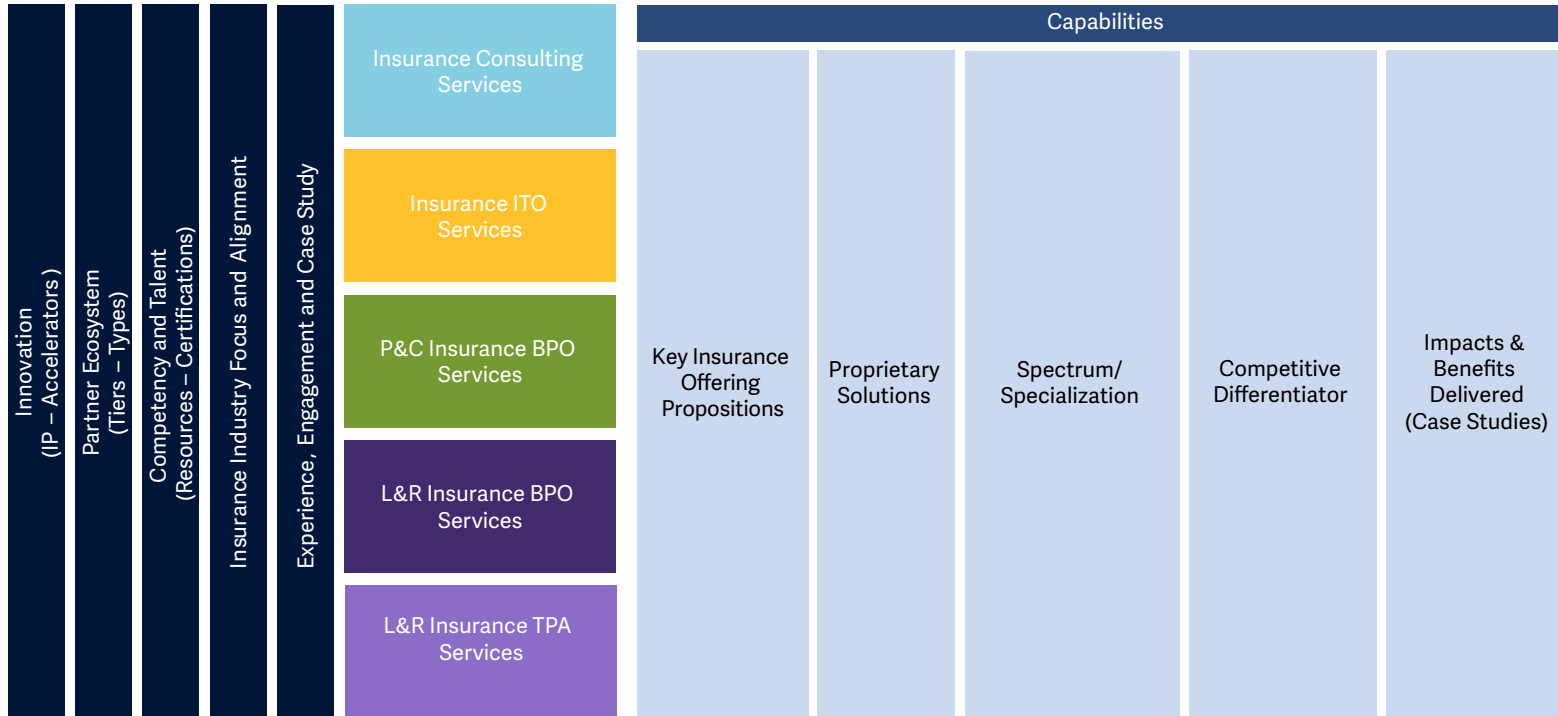 Innovation
(IP – Accelerators )
Partner Ecosystem
(Tiers – Types)
Competency and Talent
(Resources – Certifications)
Insurance Industry Focus and Alignment
Experience, Engagement and Case Study
Insurance Consulting
Services
Insurance ITO
Services
P&C Insurance BPO
Services
L&R Insurance BPO
Services
L&R Insurance TPA
Services
Capabilities
Key Insurance
Offering
Propositions
Proprietary
Solutions
Spectrum/
Specialization
Competitive
Differentiator
Impacts &
Benefits
Delivered
(Case Studies)